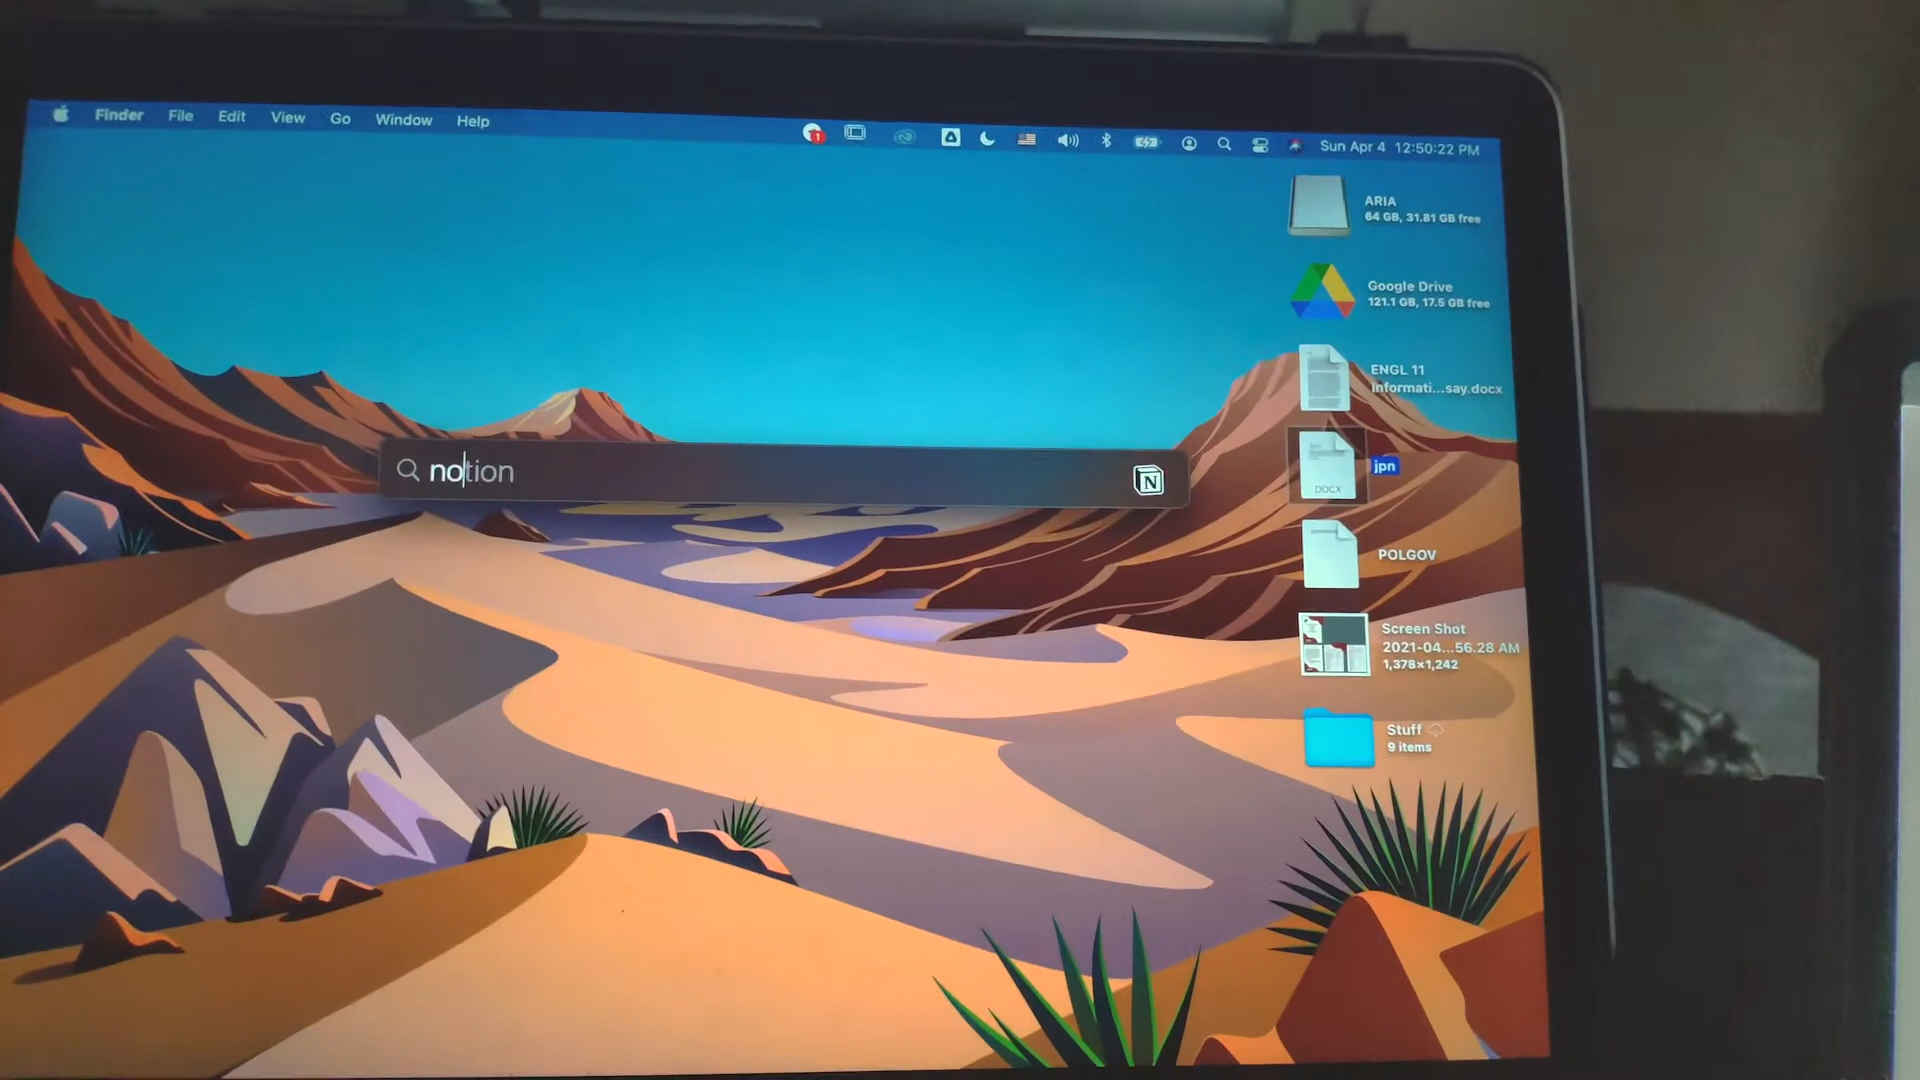 Finder File Edit View Go Window Help
1
Sun Apr 4 12:50:22 PM
ARIA
64 GB, 31.81 GB free
Google Drive
121.1 GB, 17.5 GB free
ENGL 11
Informati...say.docx
notion
N
DOCX
jpn
POLGOV
Screen Shot
2021-04...56.28 AM
1,378×1,242
Stuff
9 items